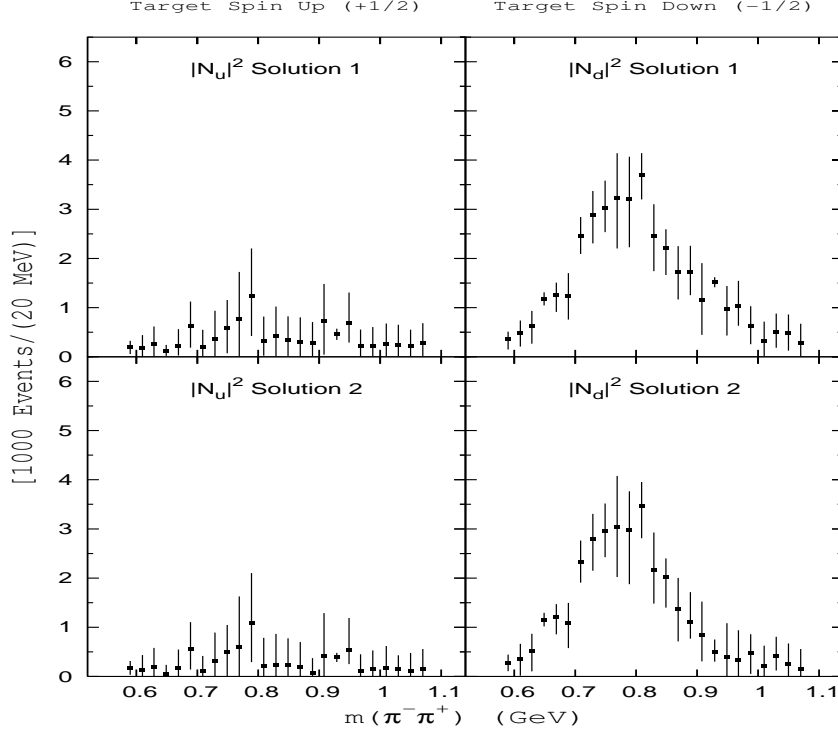 Target Spin Up (+1/2)
Target Spin Down (−1/2)
|N_u|² Solution 1
|N_d|² Solution 1
6
5
4
3
2
1
0
[1000 Events/(20 MeV)]
|N_u|² Solution 2
|N_d|² Solution 2
6
5
4
3
2
1
0
0.6 0.7 0.8 0.9 1 1.1
0.6 0.7 0.8 0.9 1 1.1
m(π⁻π⁺) (GeV)